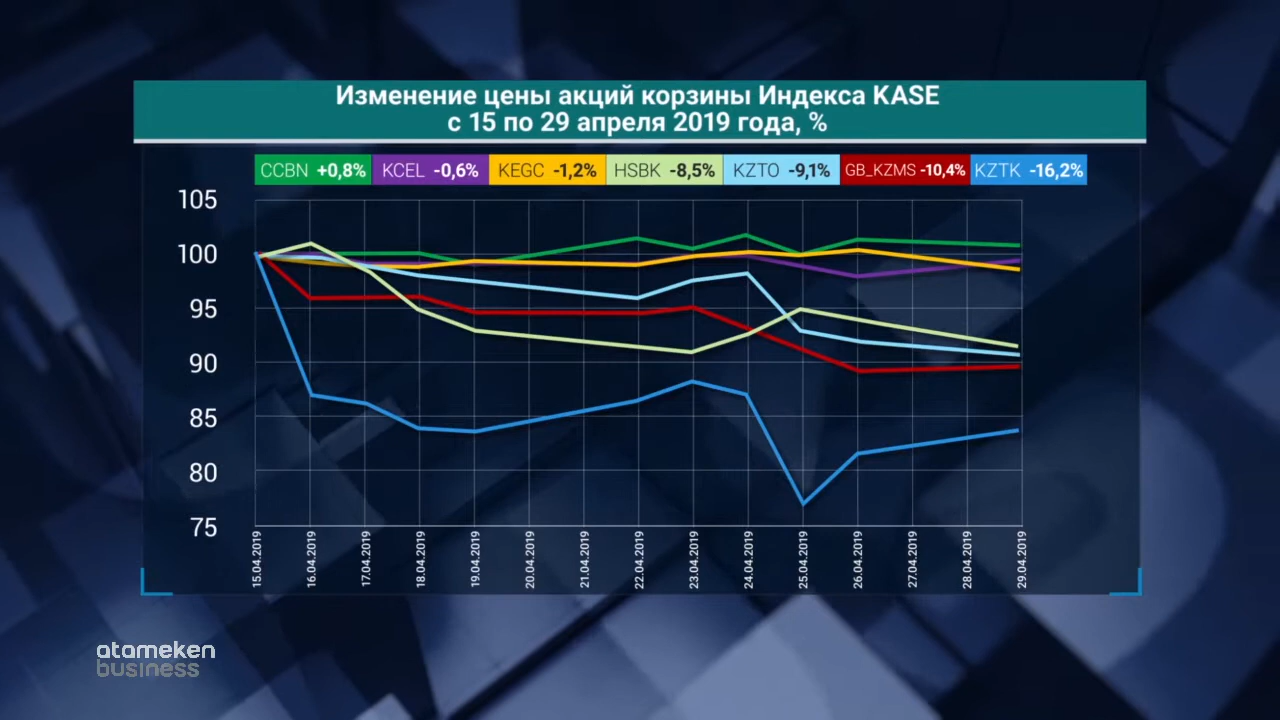 Изменение цены акций корзины Индекса KASE
с 15 по 29 апреля 2019 года, %
CCBN +0,8% KCEL -0,6% KEGC -1,2% HSBK -8,5% KZTO -9,1% GB_KZMS -10,4% KZTK -16,2%
105
100
95
90
85
80
75
15.04.2019 16.04.2019 17.04.2019 18.04.2019 19.04.2019 20.04.2019 21.04.2019 22.04.2019 23.04.2019 24.04.2019 25.04.2019 26.04.2019 27.04.2019 28.04.2019 29.04.2019
atameken
business